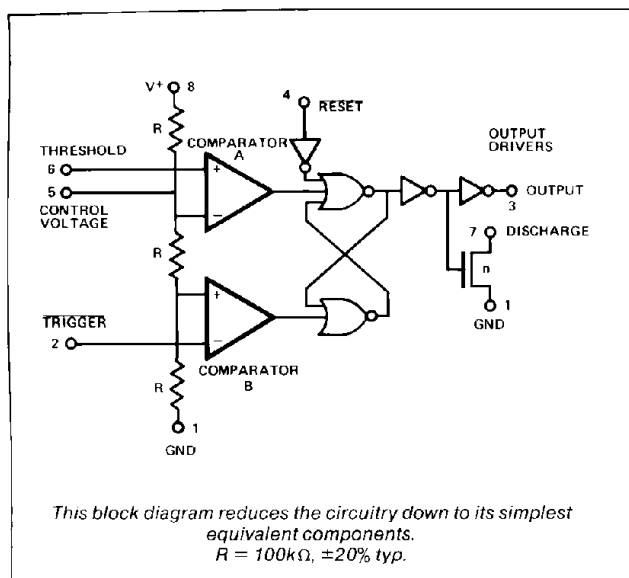 V+ 8
R
THRESHOLD
6
5
CONTROL
VOLTAGE
COMPARATOR
A
+
−
4
RESET
OUTPUT
DRIVERS
OUTPUT
3
7 DISCHARGE
n
1
GND
R
+
−
TRIGGER
2
COMPARATOR
B
R
1
GND
This block diagram reduces the circuitry down to its simplest
equivalent components.
R = 100kΩ, ±20% typ.